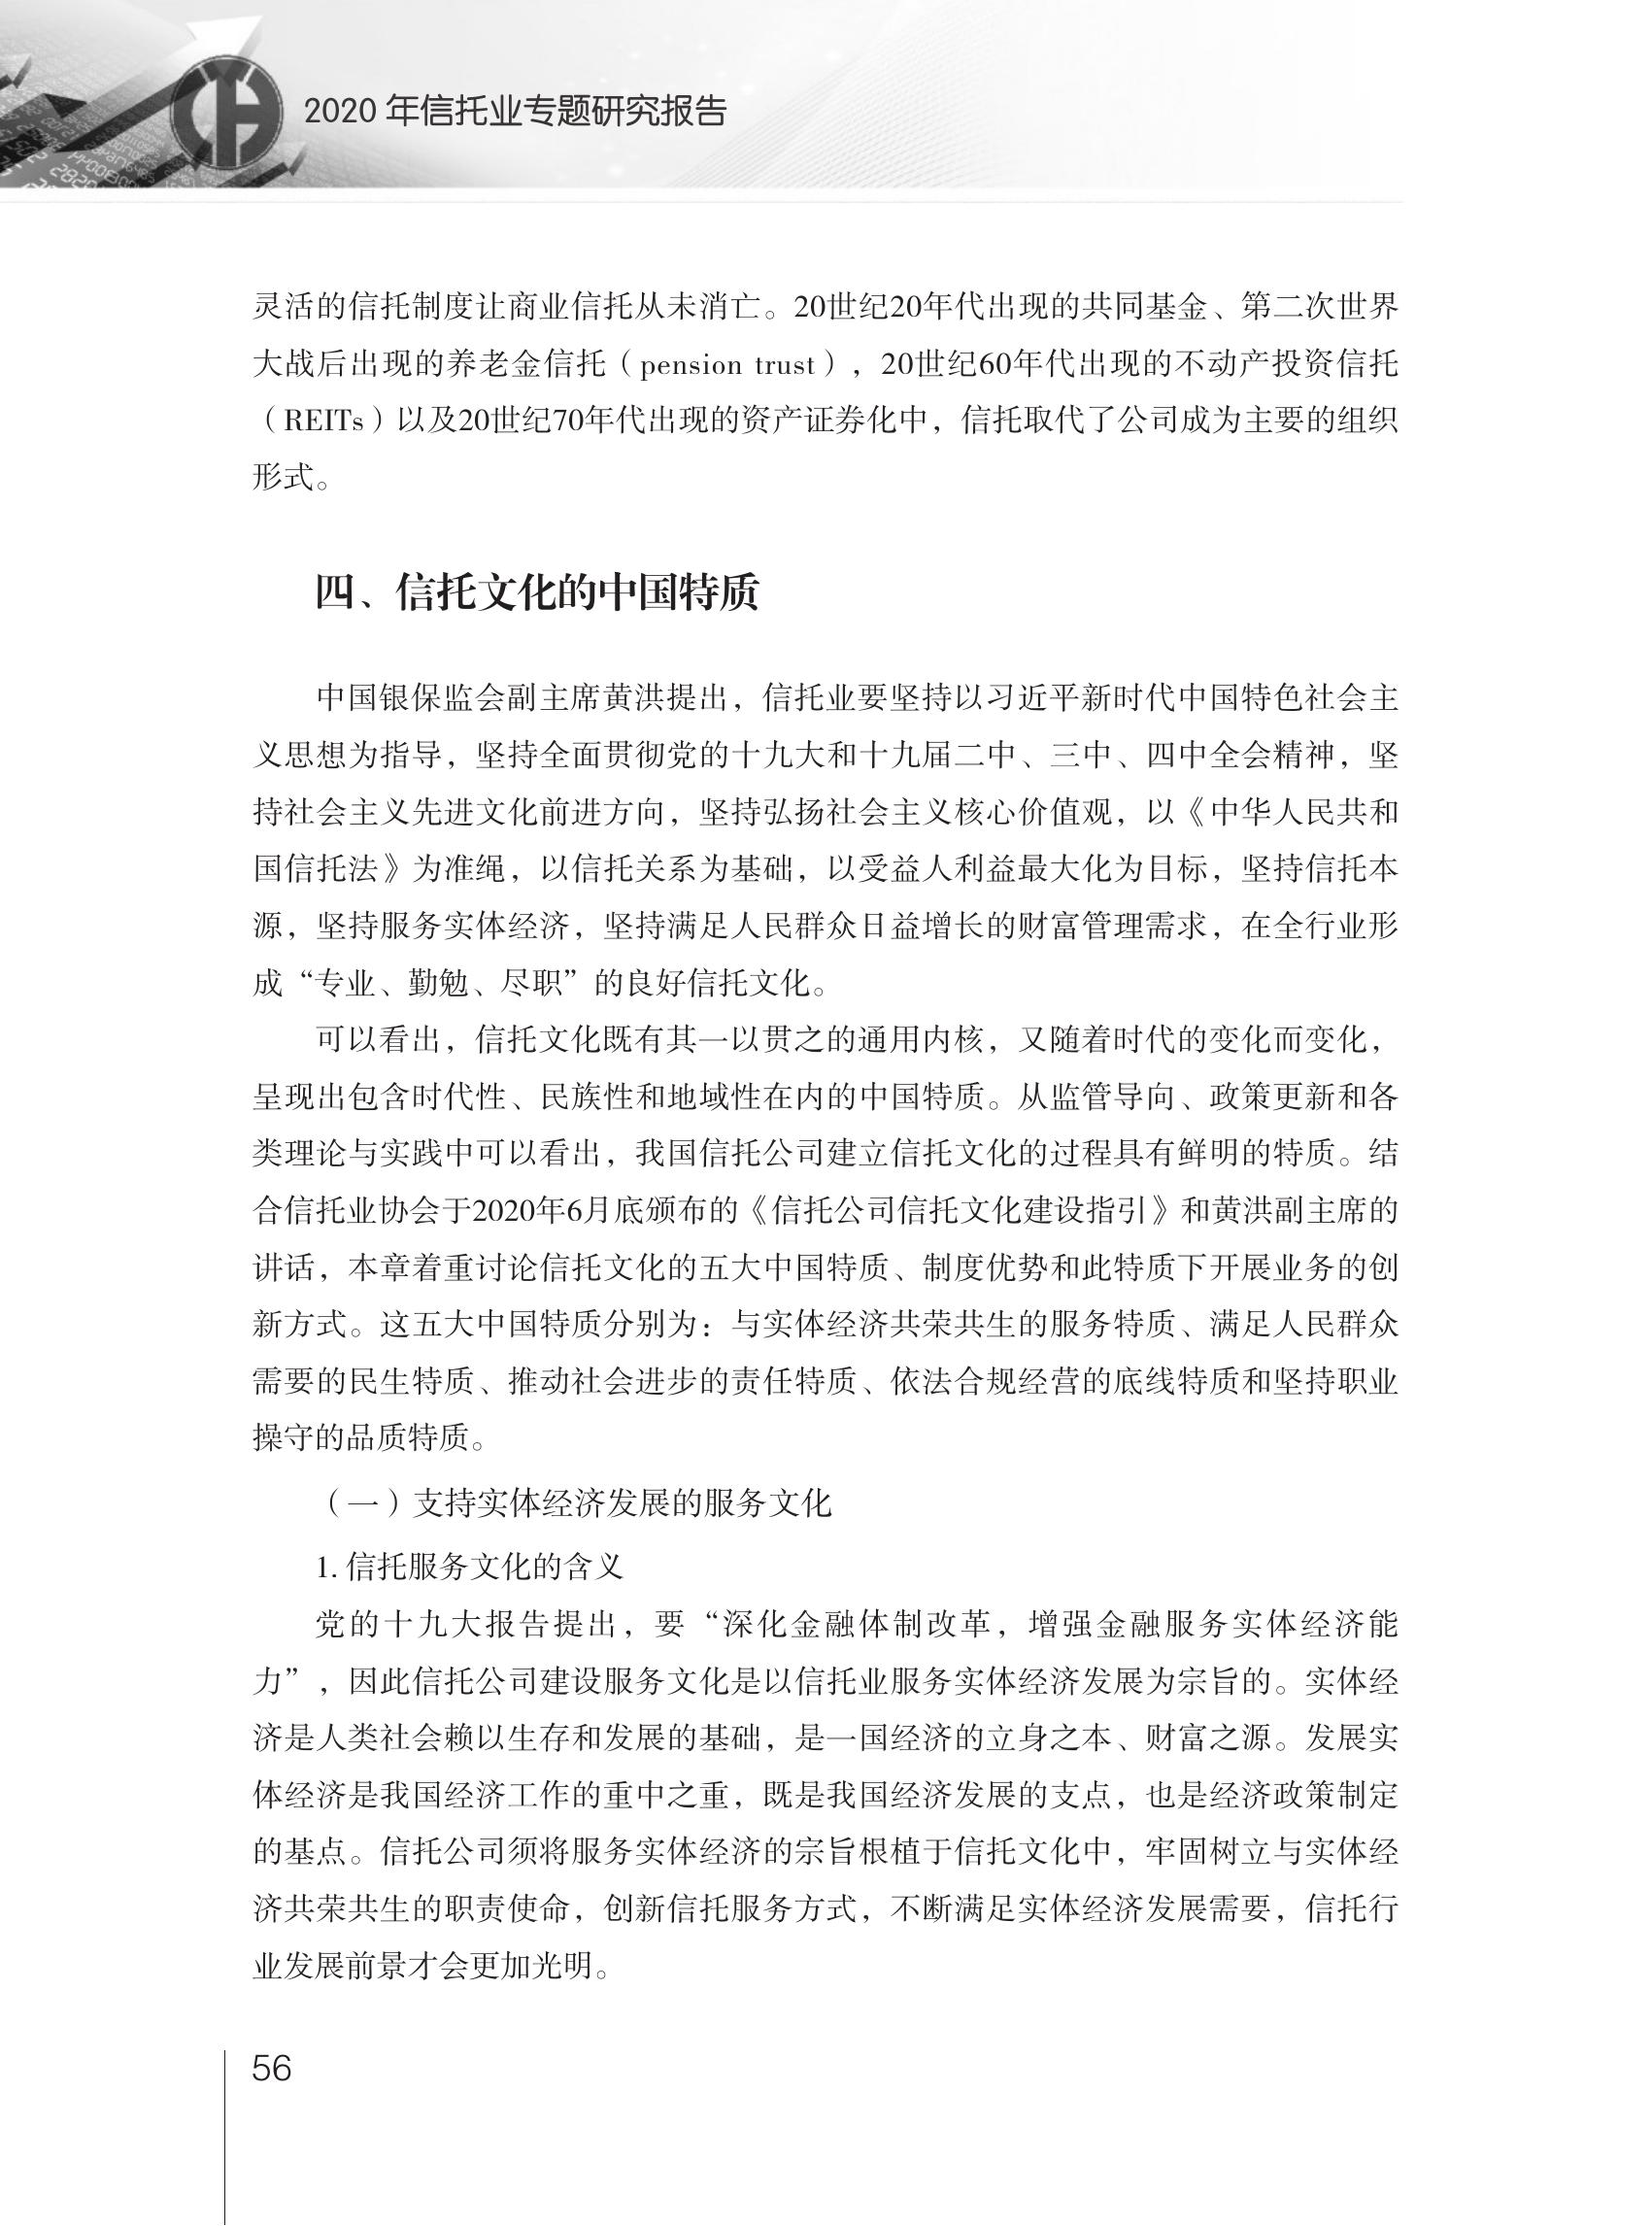 2020 年信托业专题研究报告
灵活的信托制度让商业信托从未消亡。20世纪20年代出现的共同基金、第二次世界
大战后出现的养老金信托（pension trust），20世纪60年代出现的不动产投资信托
（REITs）以及20世纪70年代出现的资产证券化中，信托取代了公司成为主要的组织
形式。
四、信托文化的中国特质
中国银保监会副主席黄洪提出，信托业要坚持以习近平新时代中国特色社会主
义思想为指导，坚持全面贯彻党的十九大和十九届二中、三中、四中全会精神，坚
持社会主义先进文化前进方向，坚持弘扬社会主义核心价值观，以《中华人民共和
国信托法》为准绳，以信托关系为基础，以受益人利益最大化为目标，坚持信托本
源，坚持服务实体经济，坚持满足人民群众日益增长的财富管理需求，在全行业形
成“专业、勤勉、尽职”的良好信托文化。
可以看出，信托文化既有其一以贯之的通用内核，又随着时代的变化而变化，
呈现出包含时代性、民族性和地域性在内的中国特质。从监管导向、政策更新和各
类理论与实践中可以看出，我国信托公司建立信托文化的过程具有鲜明的特质。结
合信托业协会于2020年6月底颁布的《信托公司信托文化建设指引》和黄洪副主席的
讲话，本章着重讨论信托文化的五大中国特质、制度优势和此特质下开展业务的创
新方式。这五大中国特质分别为：与实体经济共荣共生的服务特质、满足人民群众
需要的民生特质、推动社会进步的责任特质、依法合规经营的底线特质和坚持职业
操守的品质特质。
（一）支持实体经济发展的服务文化
1. 信托服务文化的含义
党的十九大报告提出，要“深化金融体制改革，增强金融服务实体经济能
力”，因此信托公司建设服务文化是以信托业服务实体经济发展为宗旨的。实体经
济是人类社会赖以生存和发展的基础，是一国经济的立身之本、财富之源。发展实
体经济是我国经济工作的重中之重，既是我国经济发展的支点，也是经济政策制定
的基点。信托公司须将服务实体经济的宗旨根植于信托文化中，牢固树立与实体经
济共荣共生的职责使命，创新信托服务方式，不断满足实体经济发展需要，信托行
业发展前景才会更加光明。
56